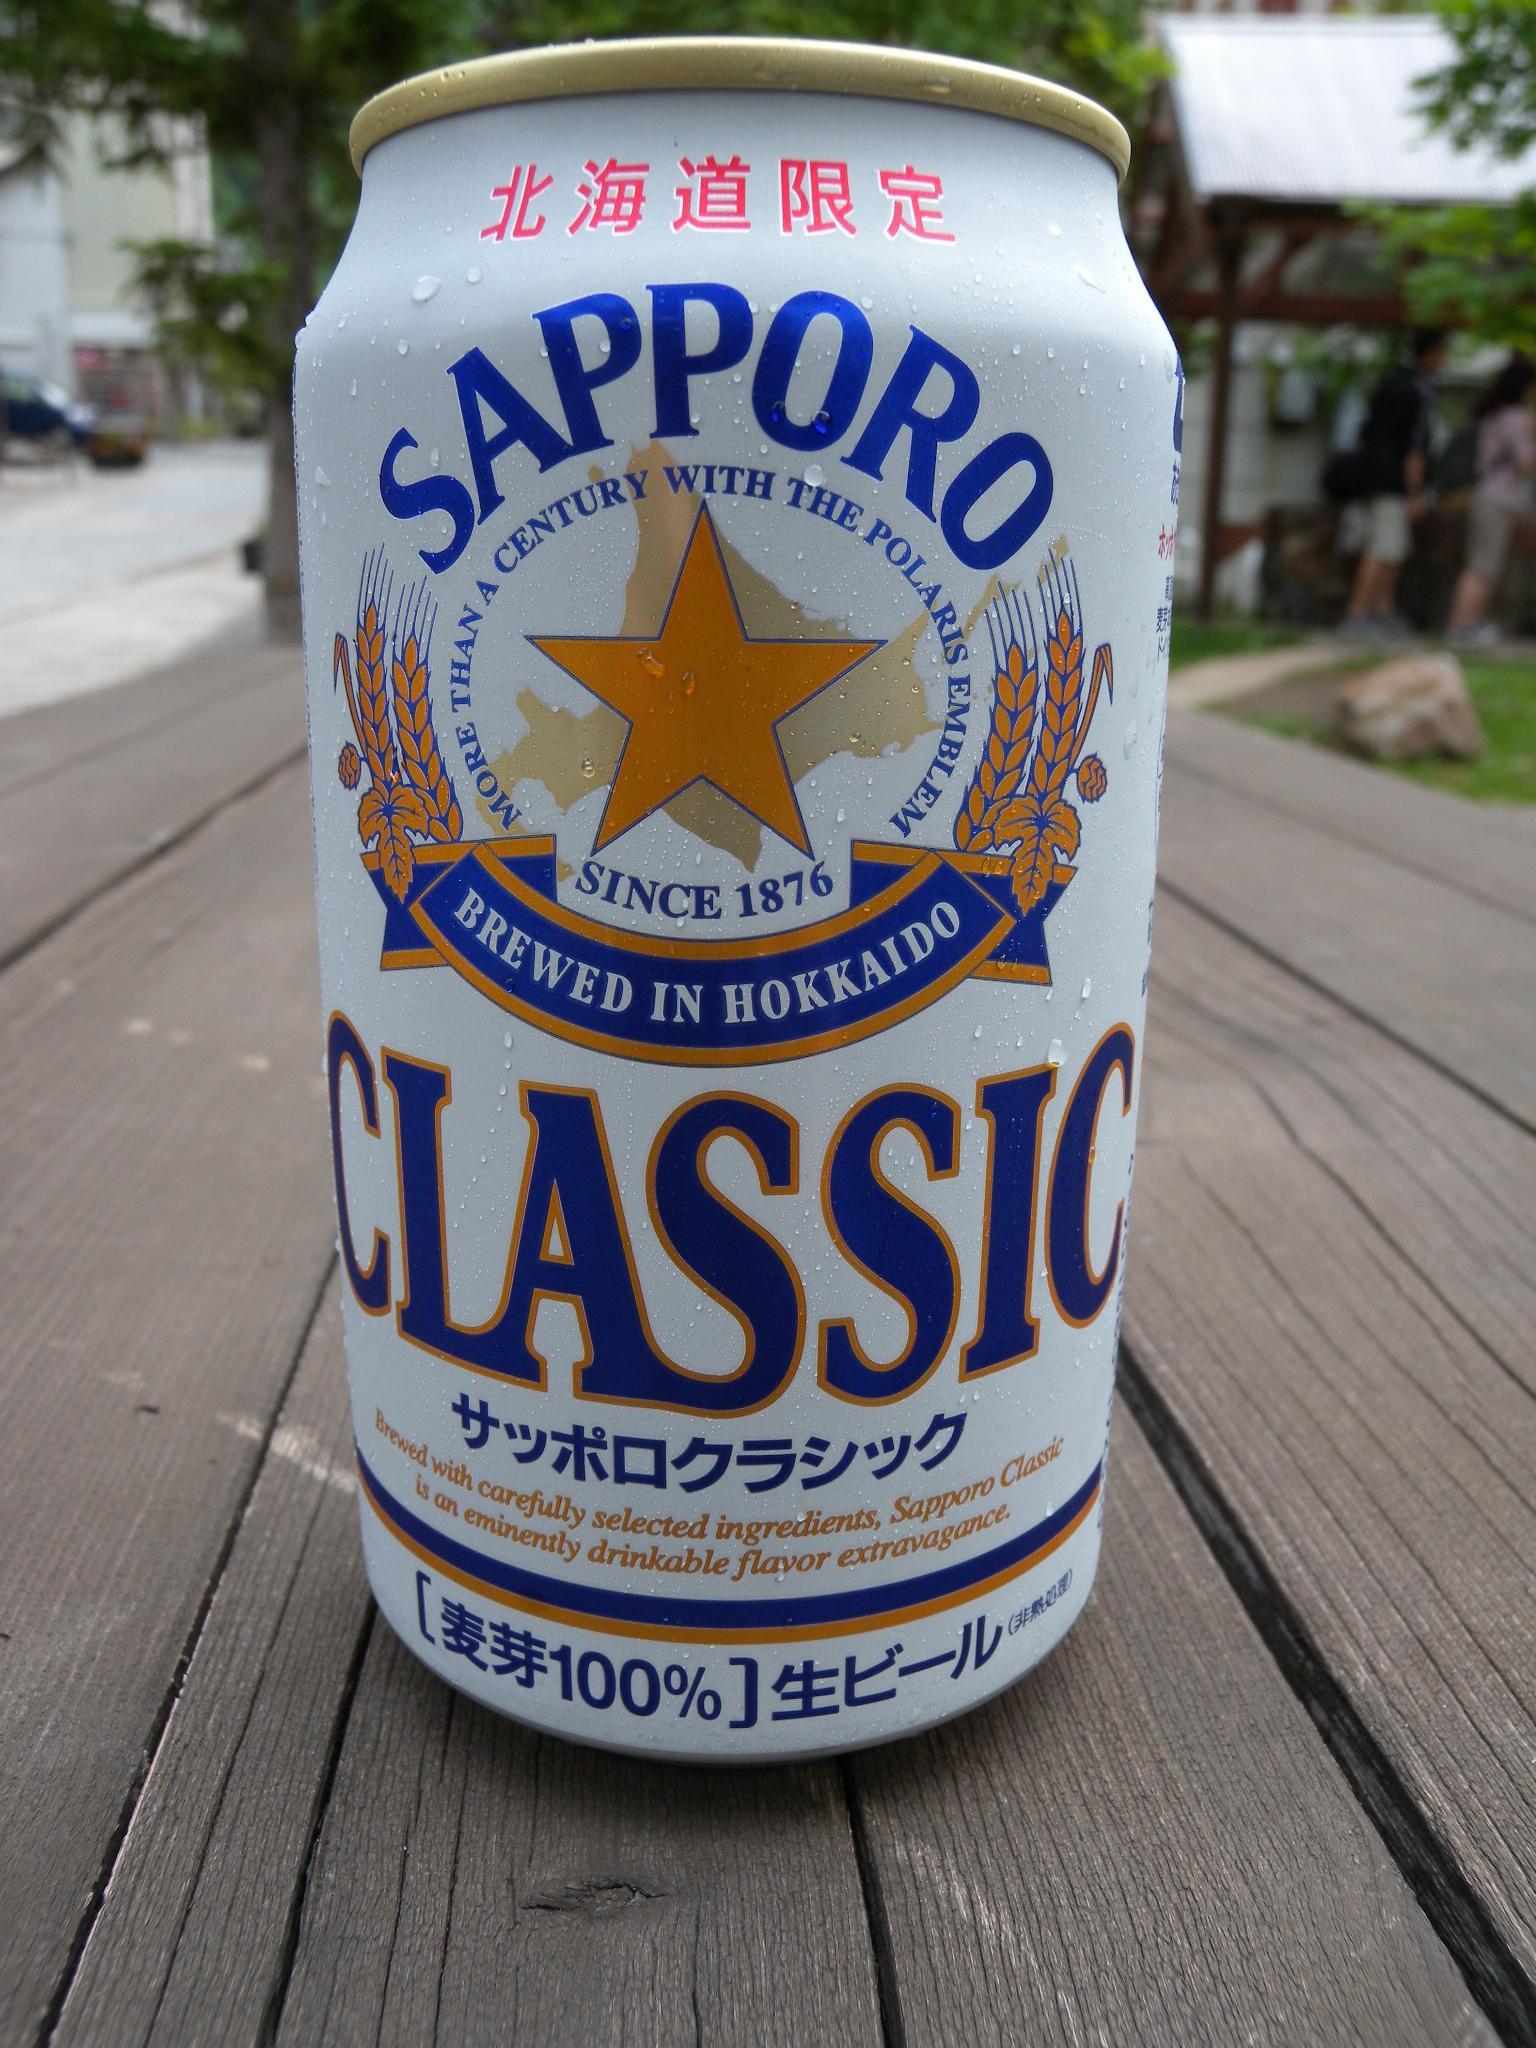 北海道限定
SAPPORO
MORE THAN A CENTURY WITH THE POLARIS EMBLEM
SINCE 1876
BREWED IN HOKKAIDO
CLASSIC
サッポロクラシック
Brewed with carefully selected ingredients, Sapporo Classic
is an eminently drinkable flavor extravagance.
[麦芽100%]生ビール(非熱処理)